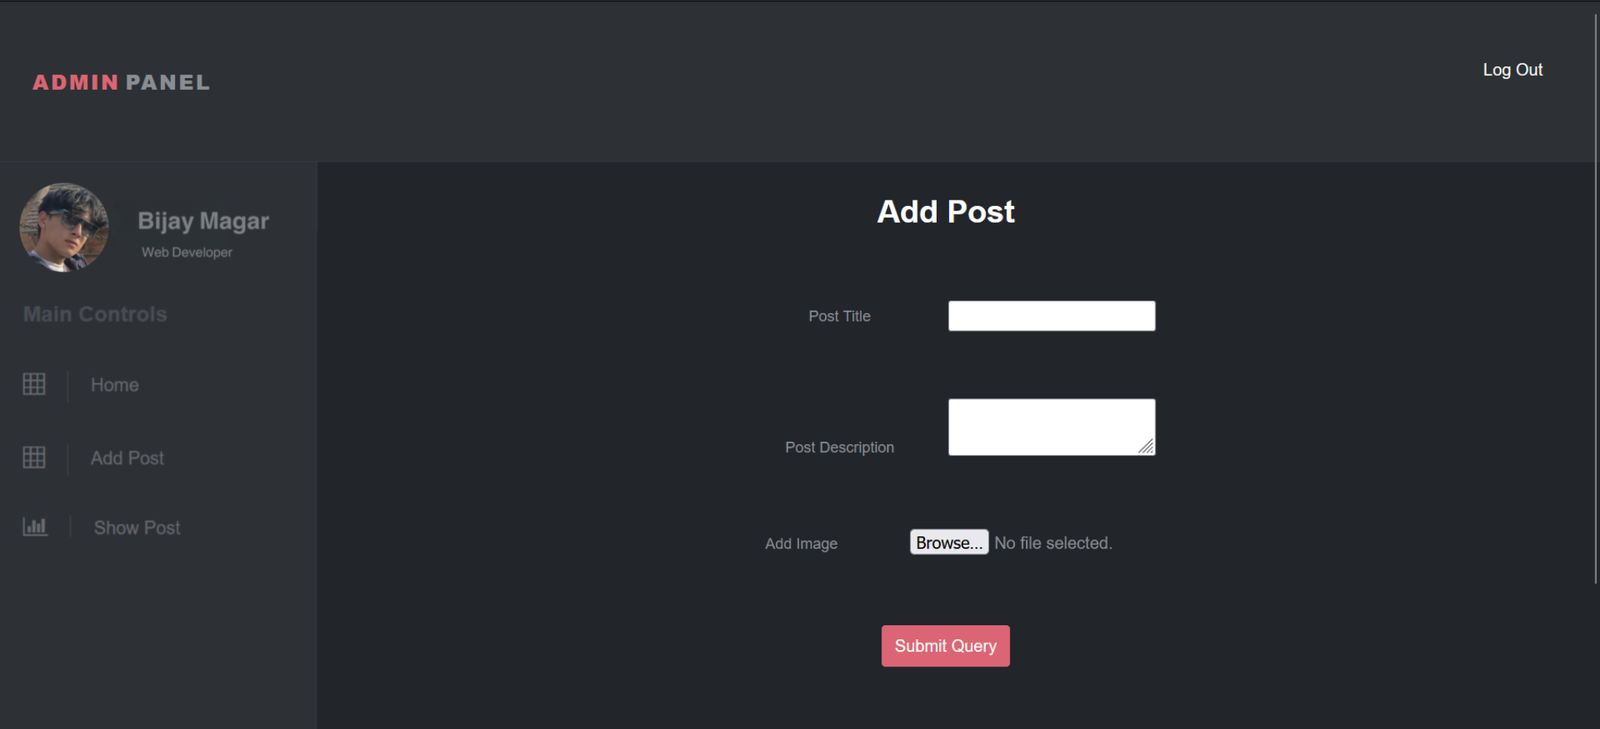 ADMIN PANEL
Log Out
Bijay Magar
Web Developer
Main Controls
Home
Add Post
Show Post
Add Post
Post Title
Post Description
Add Image
Browse... No file selected.
Submit Query